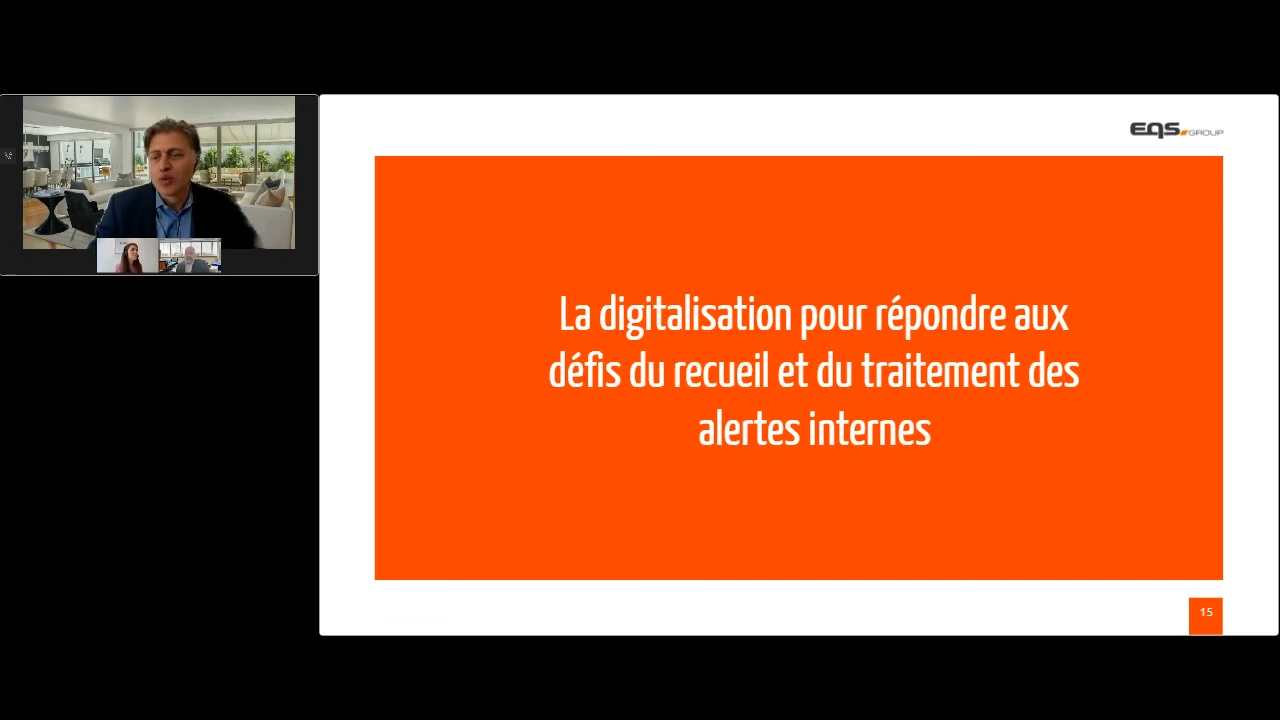 EQS GROUP
La digitalisation pour répondre aux
défis du recueil et du traitement des
alertes internes
15